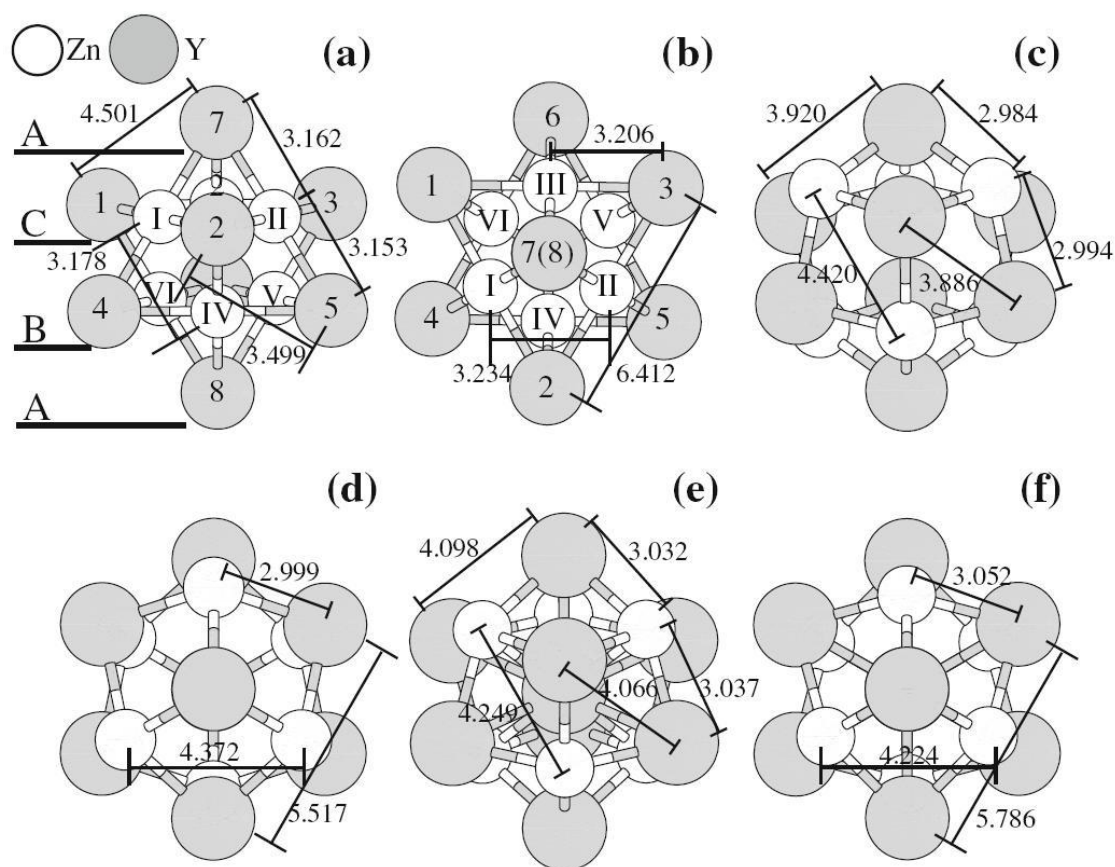 Zn Y (a) (b) (c)
4.501
A
7
3.162
1 2 3
I II
C
2
3.153
3.178
VI V
4 5
IV
B
3.499
8
A
6
3.206
1 III 3
VI V
7(8)
I II
4 IV 5
3.234 6.412
2
3.920 2.984
4.420 3.886 2.994
(d) (e) (f)
2.999
4.372
5.517
4.098 3.032
4.066
4.249 3.037
3.052
4.224
5.786